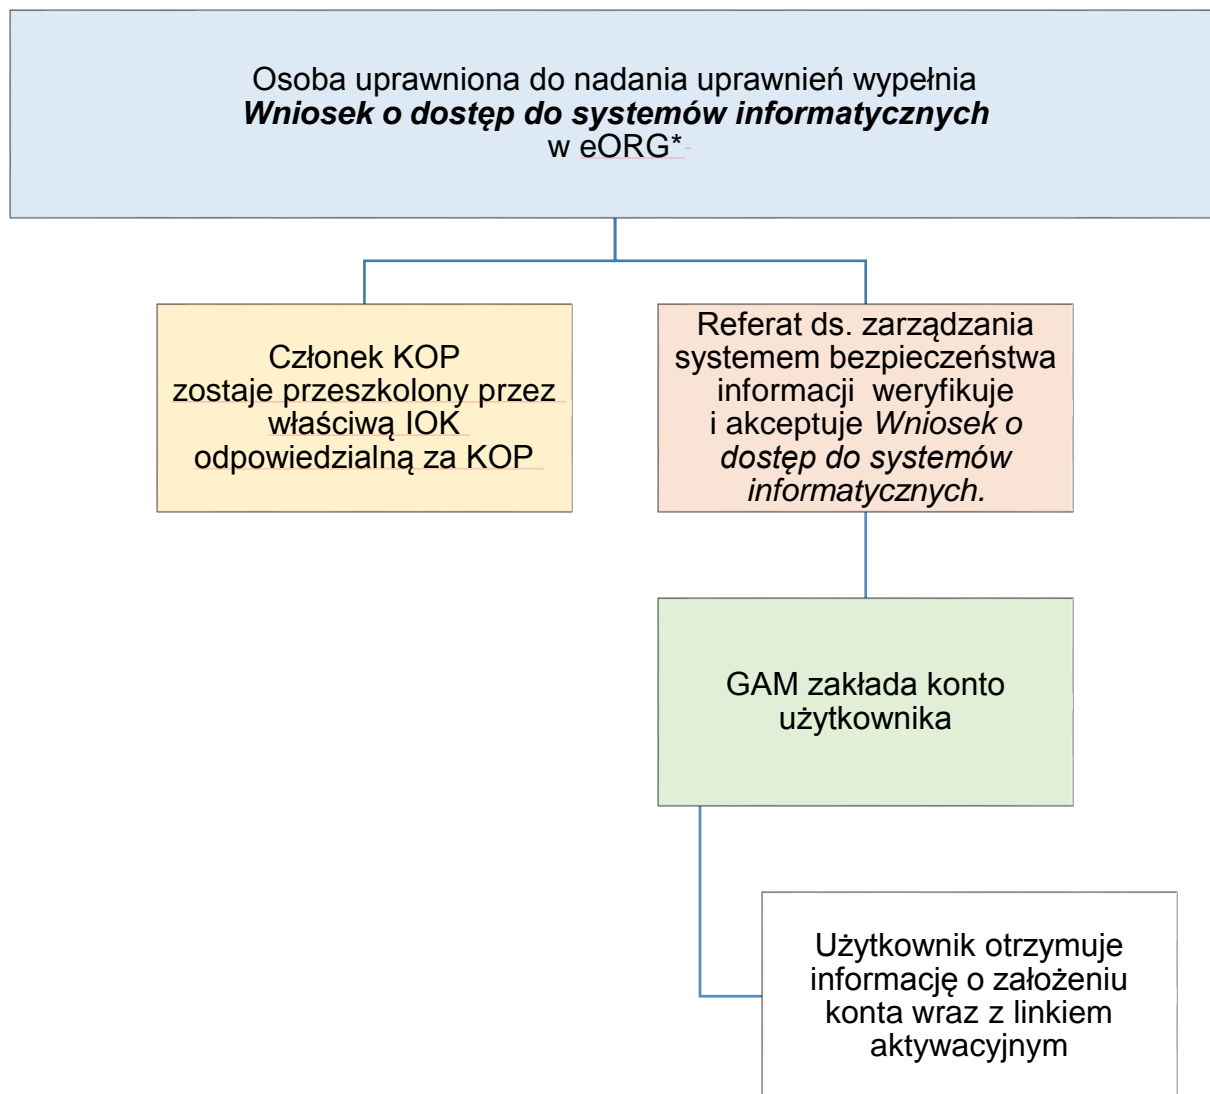 Osoba uprawniona do nadania uprawnień wypełnia
Wniosek o dostęp do systemów informatycznych
w eORG*
Członek KOP
zostaje przeszkolony przez
właściwą IOK
odpowiedzialną za KOP
Referat ds. zarządzania
systemem bezpieczeństwa
informacji weryfikuje
i akceptuje Wniosek o
dostęp do systemów
informatycznych.
GAM zakłada konto
użytkownika
Użytkownik otrzymuje
informację o założeniu
konta wraz z linkiem
aktywacyjnym